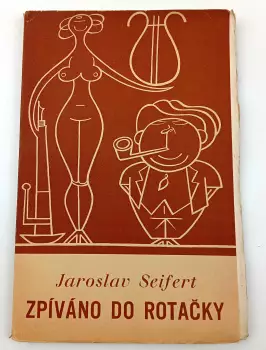 Jaroslav Seifert
ZPÍVÁNO DO ROTAČKY